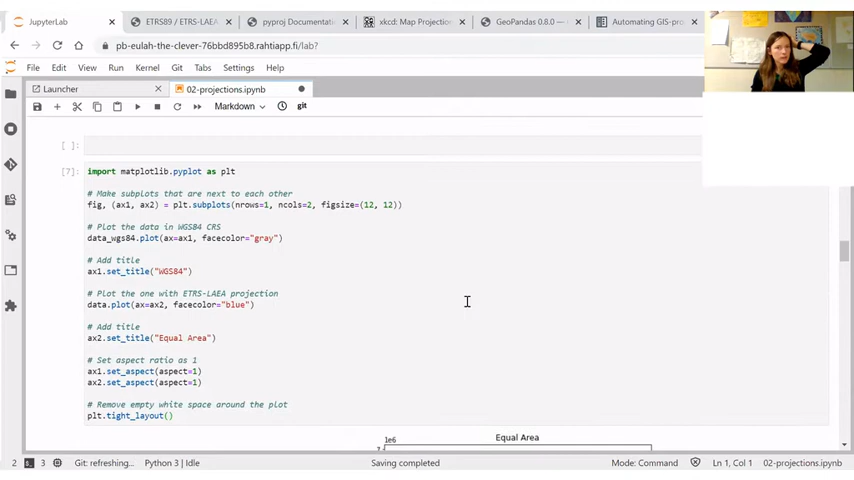 JupyterLab
ETRS89 / ETRS-LAEA
pyproj Documentation
xkcd: Map Projection
GeoPandas 0.8.0 —
Automating GIS-pro
pb-eulah-the-clever-76bbd895b8.rahtiapp.fi/lab?
File Edit View Run Kernel Git Tabs Settings Help
Launcher
02-projections.ipynb
Markdown
git
[ ]:
[7]: import matplotlib.pyplot as plt
# Make subplots that are next to each other
fig, (ax1, ax2) = plt.subplots(nrows=1, ncols=2, figsize=(12, 12))
# Plot the data in WGS84 CRS
data_wgs84.plot(ax=ax1, facecolor="gray")
# Add title
ax1.set_title("WGS84")
# Plot the one with ETRS-LAEA projection
data.plot(ax=ax2, facecolor="blue")
# Add title
ax2.set_title("Equal Area")
# Set aspect ratio as 1
ax1.set_aspect(aspect=1)
ax2.set_aspect(aspect=1)
# Remove empty white space around the plot
plt.tight_layout()
1e6
Equal Area
2 3 Git: refreshing... Python 3 | Idle Saving completed Mode: Command Ln 1, Col 1 02-projections.ipynb